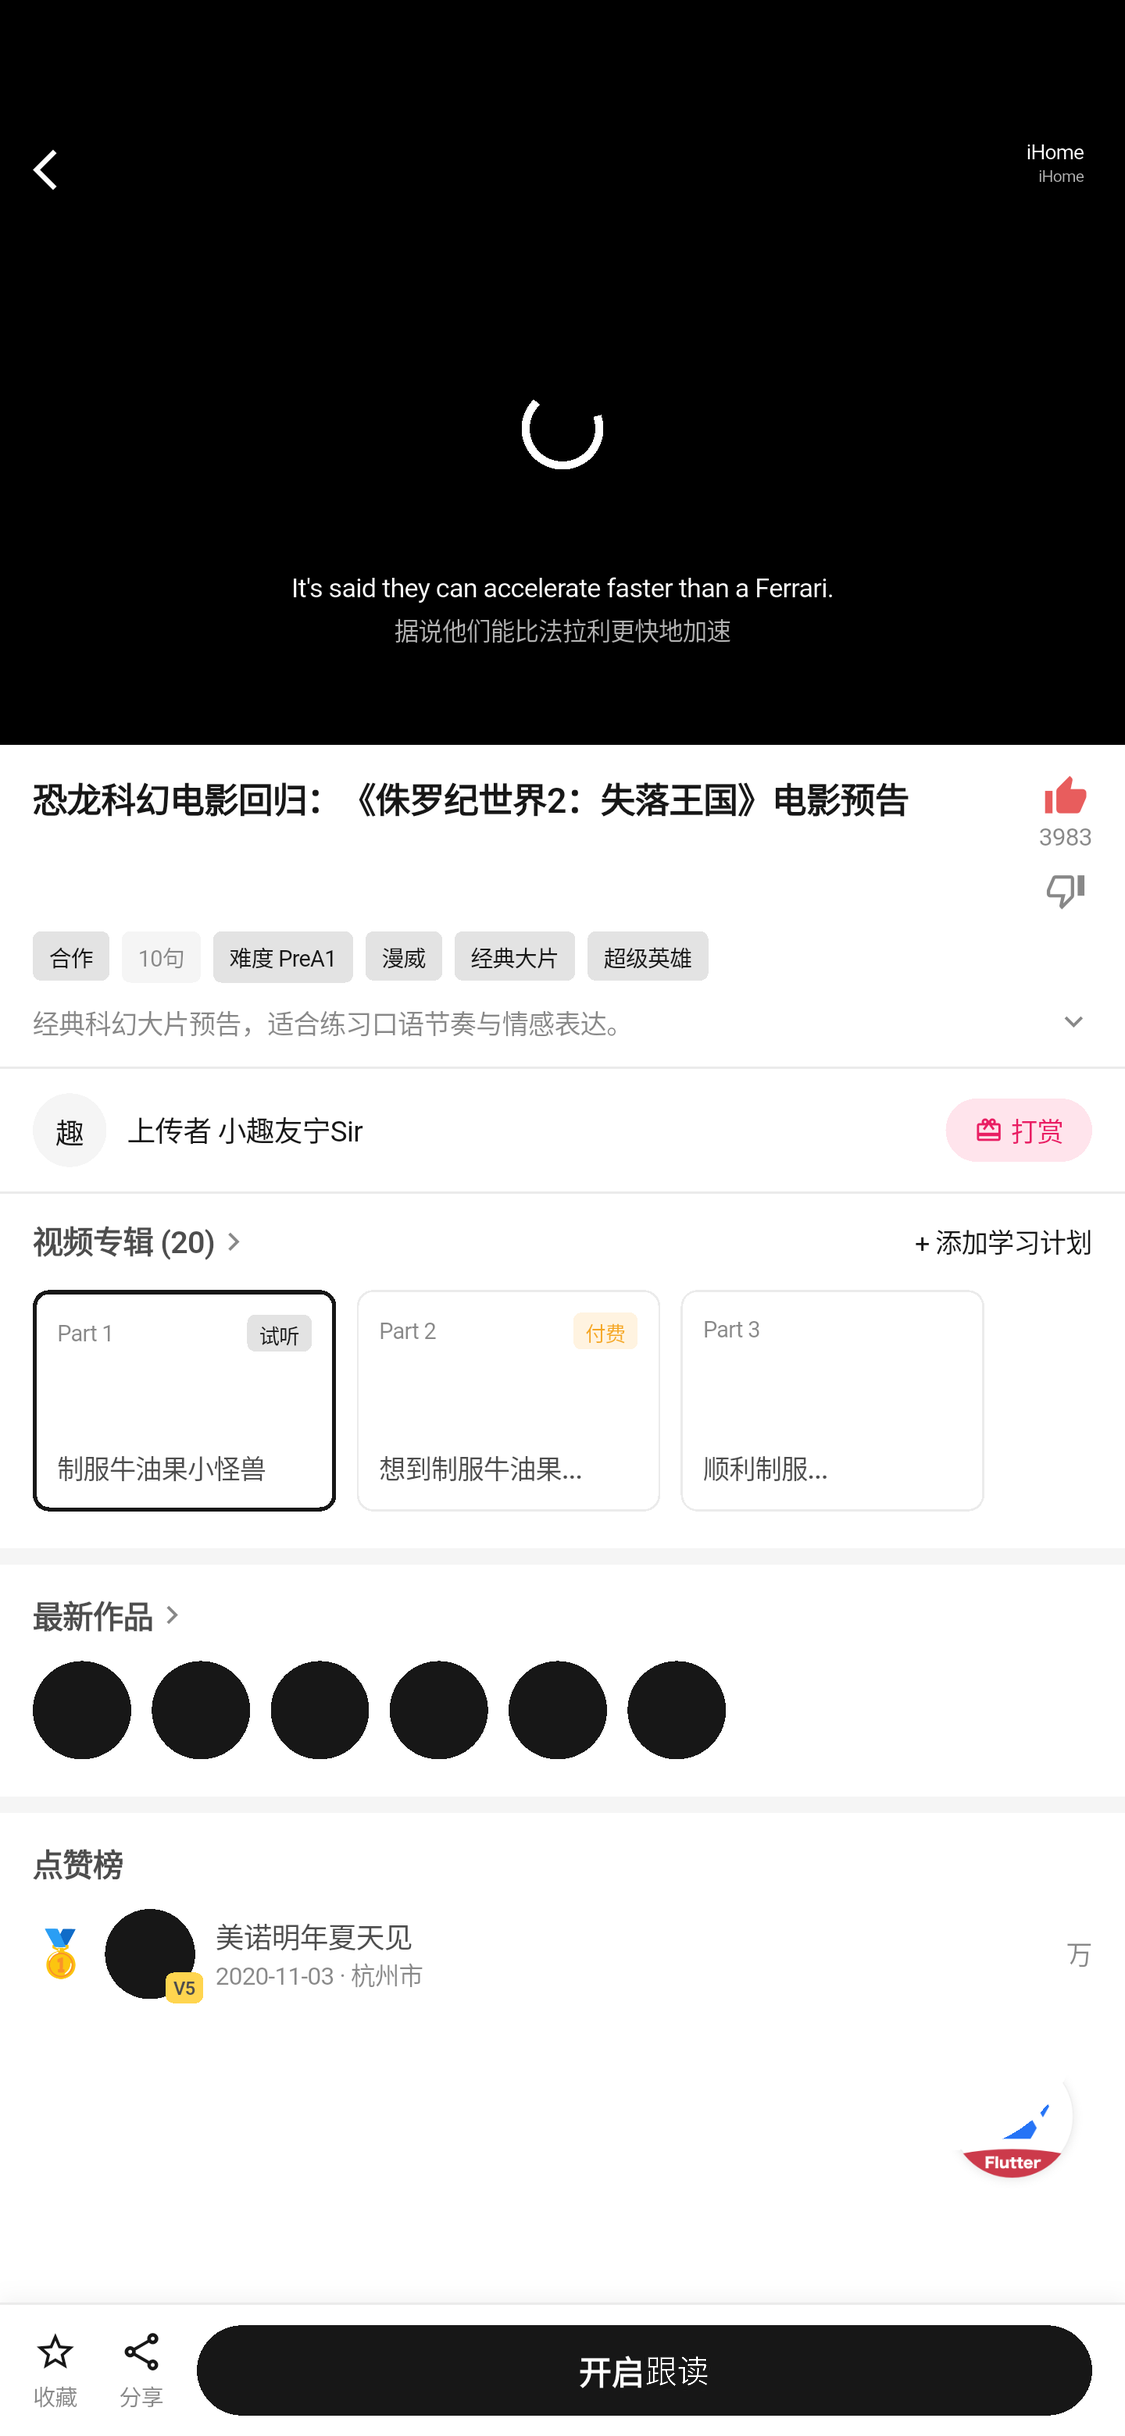 iHome
iHome
It's said they can accelerate faster than a Ferrari.
据说他们能比法拉利更快地加速
恐龙科幻电影回归：《侏罗纪世界2：失落王国》电影预告
3983
合作 10句 难度 PreA1 漫威 经典大片 超级英雄
经典科幻大片预告，适合练习口语节奏与情感表达。
趣 上传者 小趣友宁Sir 打赏
视频专辑 (20) + 添加学习计划
Part 1 试听 Part 2 付费 Part 3
制服牛油果小怪兽 想到制服牛油果... 顺利制服...
最新作品
点赞榜
1 美诺明年夏天见 万
V5 2020-11-03 · 杭州市
Flutter
收藏 分享 开启跟读